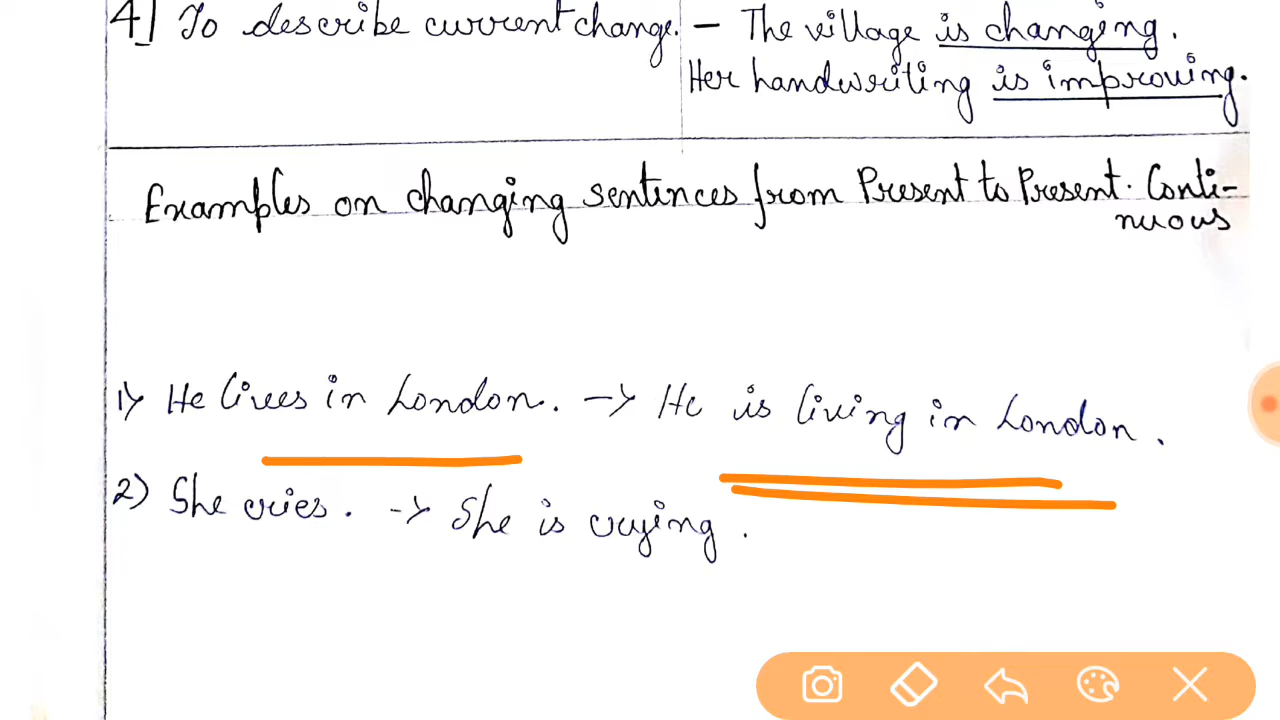 4] To describe current change. - The village is changing.
Her handwriting is improving.
Examples on changing sentences from Present to Present. Conti-
nuous
1) He lives in London. -> He is living in London.
2) She cries. -> She is crying.